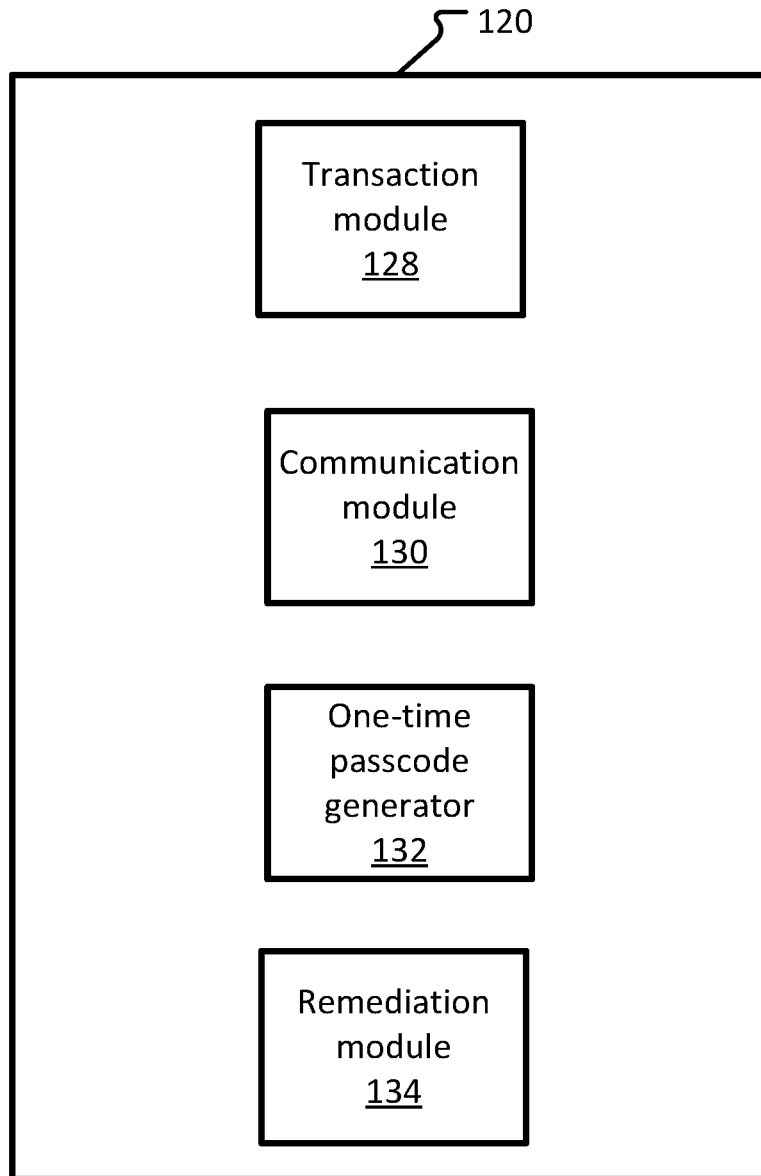 120
Transaction
module
128
Communication
module
130
One-time
passcode
generator
132
Remediation
module
134